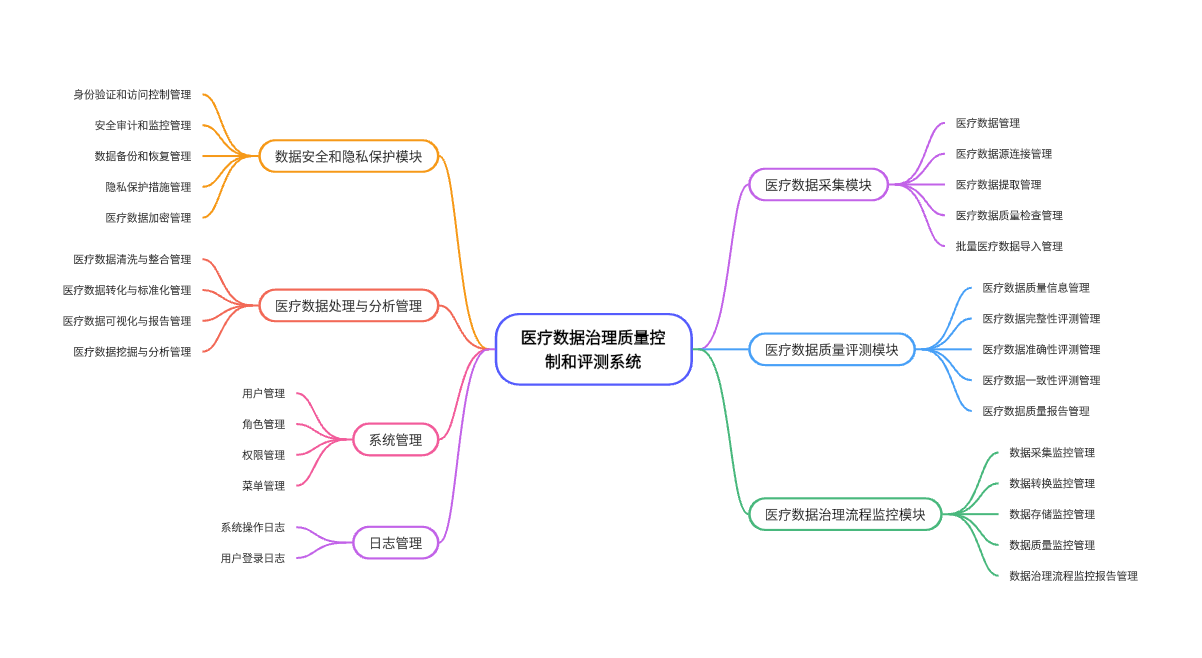 医疗数据治理质量控
制和评测系统
数据安全和隐私保护模块
身份验证和访问控制管理
安全审计和监控管理
数据备份和恢复管理
隐私保护措施管理
医疗数据加密管理
医疗数据处理与分析管理
医疗数据清洗与整合管理
医疗数据转化与标准化管理
医疗数据可视化与报告管理
医疗数据挖掘与分析管理
系统管理
用户管理
角色管理
权限管理
菜单管理
日志管理
系统操作日志
用户登录日志
医疗数据采集模块
医疗数据管理
医疗数据源连接管理
医疗数据提取管理
医疗数据质量检查管理
批量医疗数据导入管理
医疗数据质量评测模块
医疗数据质量信息管理
医疗数据完整性评测管理
医疗数据准确性评测管理
医疗数据一致性评测管理
医疗数据质量报告管理
医疗数据治理流程监控模块
数据采集监控管理
数据转换监控管理
数据存储监控管理
数据质量监控管理
数据治理流程监控报告管理